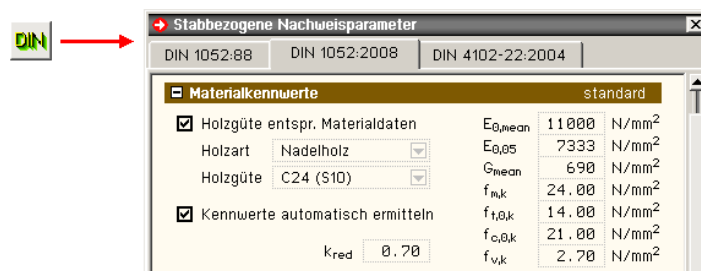 DIN
Stabbezogene Nachweisparameter
DIN 1052:88 DIN 1052:2008 DIN 4102-22:2004
Materialkennwerte standard
Holzgüte entspr. Materialdaten
Holzart Nadelholz
Holzgüte C24 (S10)
Kennwerte automatisch ermitteln
kred 0.70
E0,mean 11000 N/mm²
E0,05 7333 N/mm²
Gmean 690 N/mm²
fm,k 24.00 N/mm²
ft,0,k 14.00 N/mm²
fc,0,k 21.00 N/mm²
fv,k 2.70 N/mm²